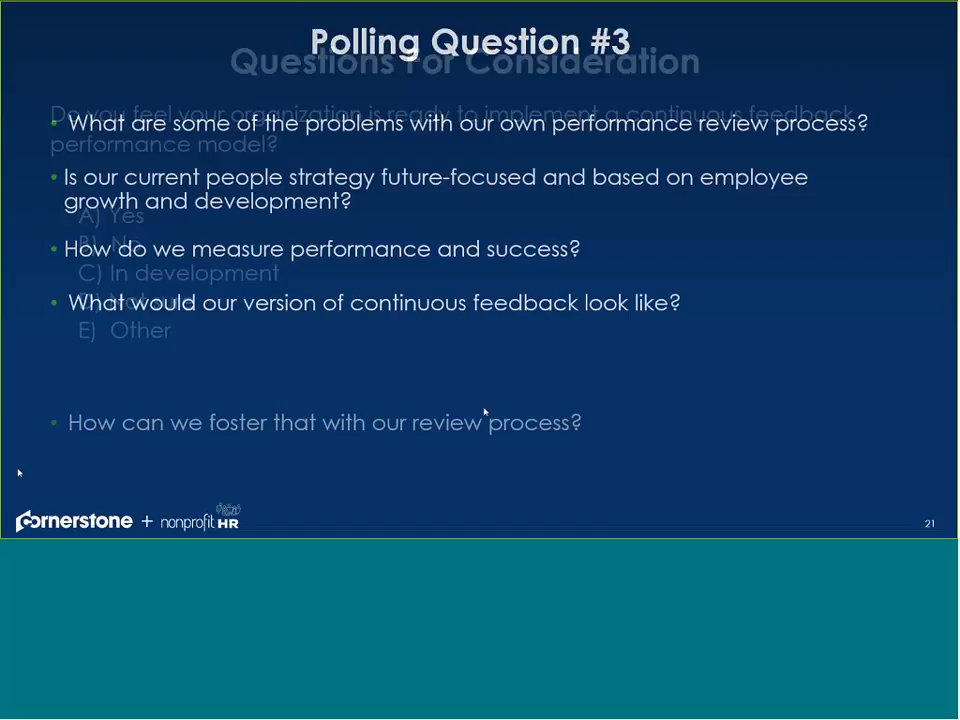 Polling Question #3
Questions For Consideration
Do you feel your organization is ready to implement a continuous feedback
• What are some of the problems with our own performance review process?
performance model?
• Is our current people strategy future-focused and based on employee
growth and development?
A) Yes
B) No
• How do we measure performance and success?
C) In development
• What would our version of continuous feedback look like?
E) Other
• How can we foster that with our review process?
cornerstone + nonprofit HR
21